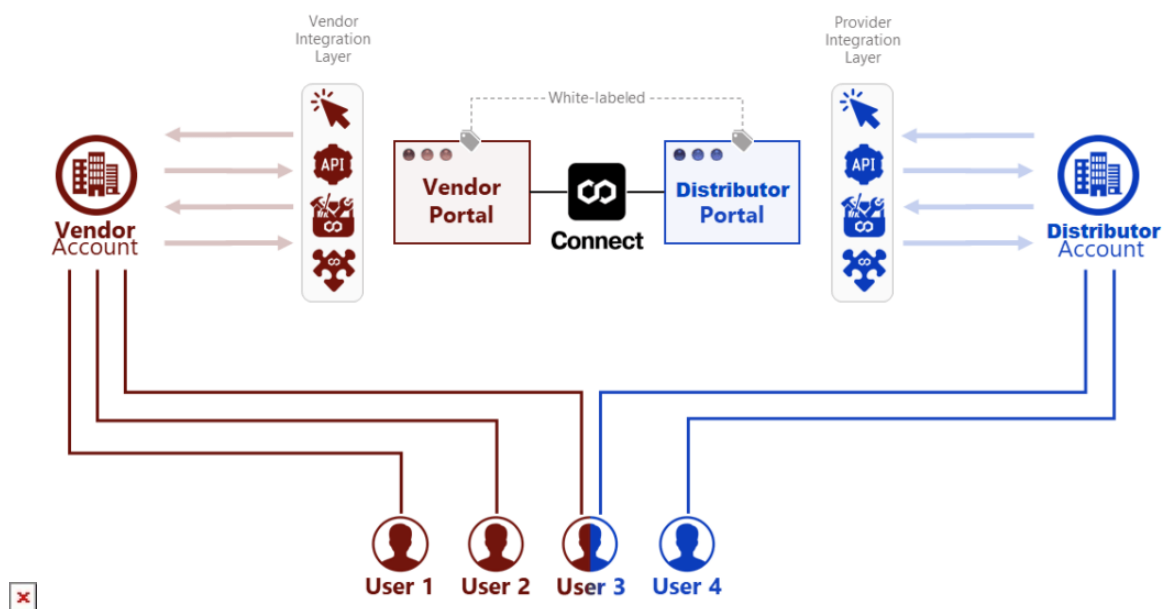 Vendor
Integration
Layer
Provider
Integration
Layer
White-labeled
API
API
Vendor
Portal
Distributor
Portal
Connect
Vendor
Account
Distributor
Account
User 1
User 2
User 3
User 4